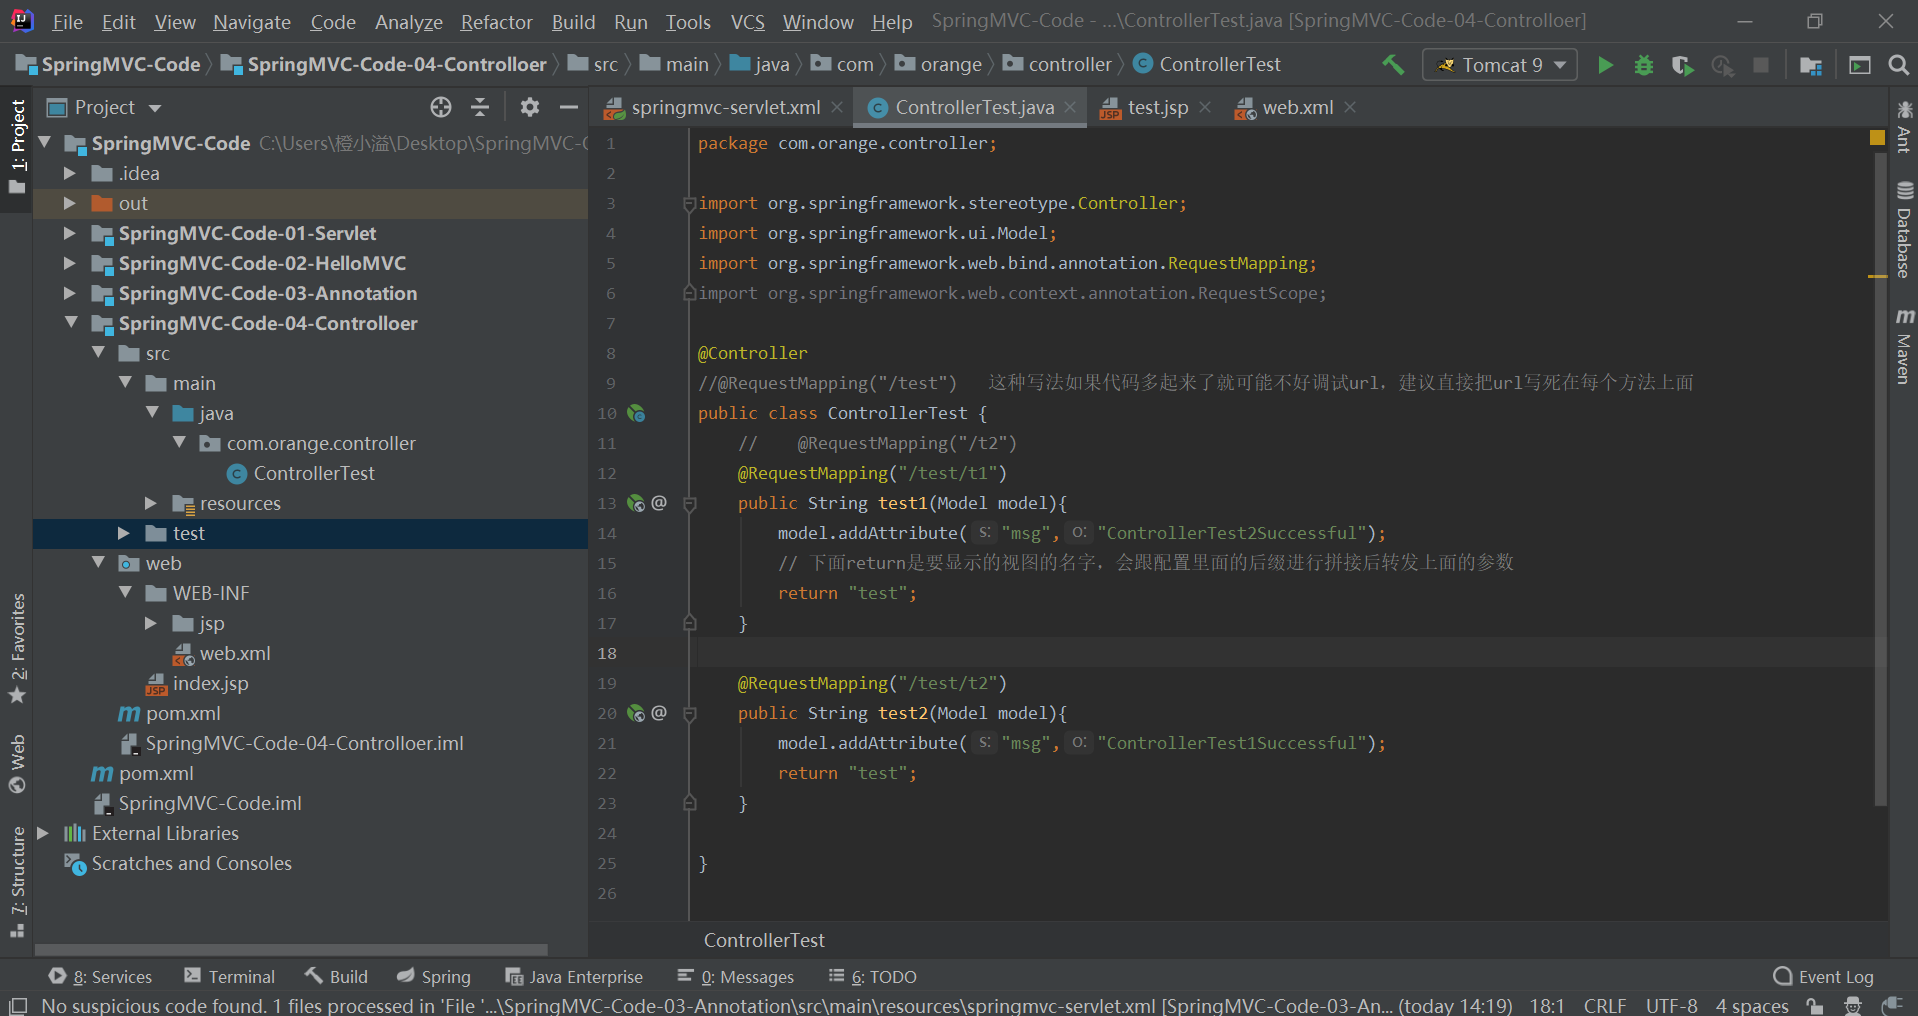 File Edit View Navigate Code Analyze Refactor Build Run Tools VCS Window Help SpringMVC-Code - ...\ControllerTest.java [SpringMVC-Code-04-Controlloer]
SpringMVC-Code SpringMVC-Code-04-Controlloer src main java com orange controller ControllerTest Tomcat 9
Project
springmvc-servlet.xml ControllerTest.java test.jsp web.xml
1: Project
2: Favorites
Web
7: Structure
SpringMVC-Code C:\Users\橙小溢\Desktop\SpringMVC-C
.idea
out
SpringMVC-Code-01-Servlet
SpringMVC-Code-02-HelloMVC
SpringMVC-Code-03-Annotation
SpringMVC-Code-04-Controlloer
src
main
java
com.orange.controller
ControllerTest
resources
test
web
WEB-INF
jsp
web.xml
index.jsp
pom.xml
SpringMVC-Code-04-Controlloer.iml
pom.xml
SpringMVC-Code.iml
External Libraries
Scratches and Consoles
1 package com.orange.controller;
2
3 import org.springframework.stereotype.Controller;
4 import org.springframework.ui.Model;
5 import org.springframework.web.bind.annotation.RequestMapping;
6 import org.springframework.web.context.annotation.RequestScope;
7
8 @Controller
9 //@RequestMapping("/test") 这种写法如果代码多起来了就可能不好调试url，建议直接把url写死在每个方法上面
10 public class ControllerTest {
11 // @RequestMapping("/t2")
12 @RequestMapping("/test/t1")
13 @ public String test1(Model model){
14 model.addAttribute( s: "msg", o: "ControllerTest2Successful");
15 // 下面return是要显示的视图的名字，会跟配置里面的后缀进行拼接后转发上面的参数
16 return "test";
17 }
18
19 @RequestMapping("/test/t2")
20 @ public String test2(Model model){
21 model.addAttribute( s: "msg", o: "ControllerTest1Successful");
22 return "test";
23 }
24
25 }
26
ControllerTest
Ant
Database
Maven
8: Services Terminal Build Spring Java Enterprise 0: Messages 6: TODO Event Log
No suspicious code found. 1 files processed in 'File '...\SpringMVC-Code-03-Annotation\src\main\resources\springmvc-servlet.xml [SpringMVC-Code-03-An... (today 14:19) 18:1 CRLF UTF-8 4 spaces